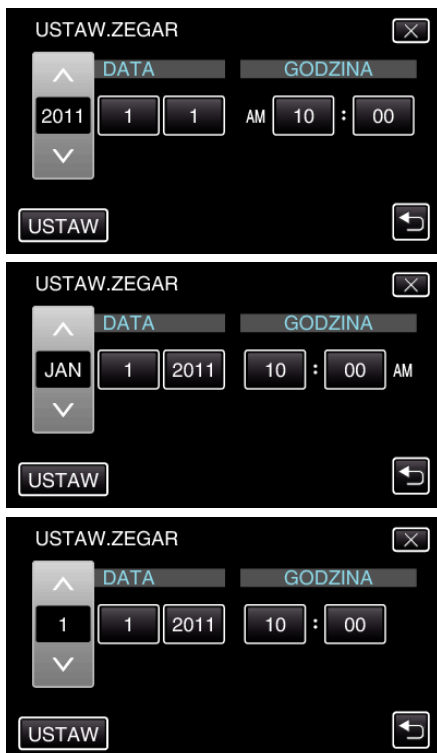 USTAW.ZEGAR
DATA GODZINA
2011 1 1 AM 10 : 00
USTAW
USTAW.ZEGAR
DATA GODZINA
JAN 1 2011 10 : 00 AM
USTAW
USTAW.ZEGAR
DATA GODZINA
1 1 2011 10 : 00
USTAW